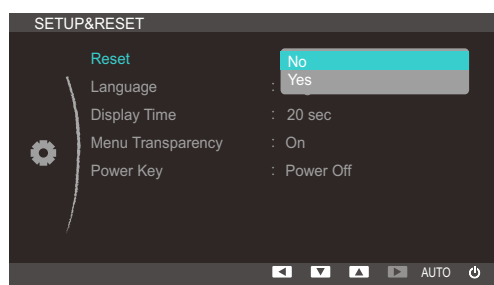 SETUP&RESET
Reset No
Yes
Language :
Display Time : 20 sec
Menu Transparency : On
Power Key : Power Off
AUTO